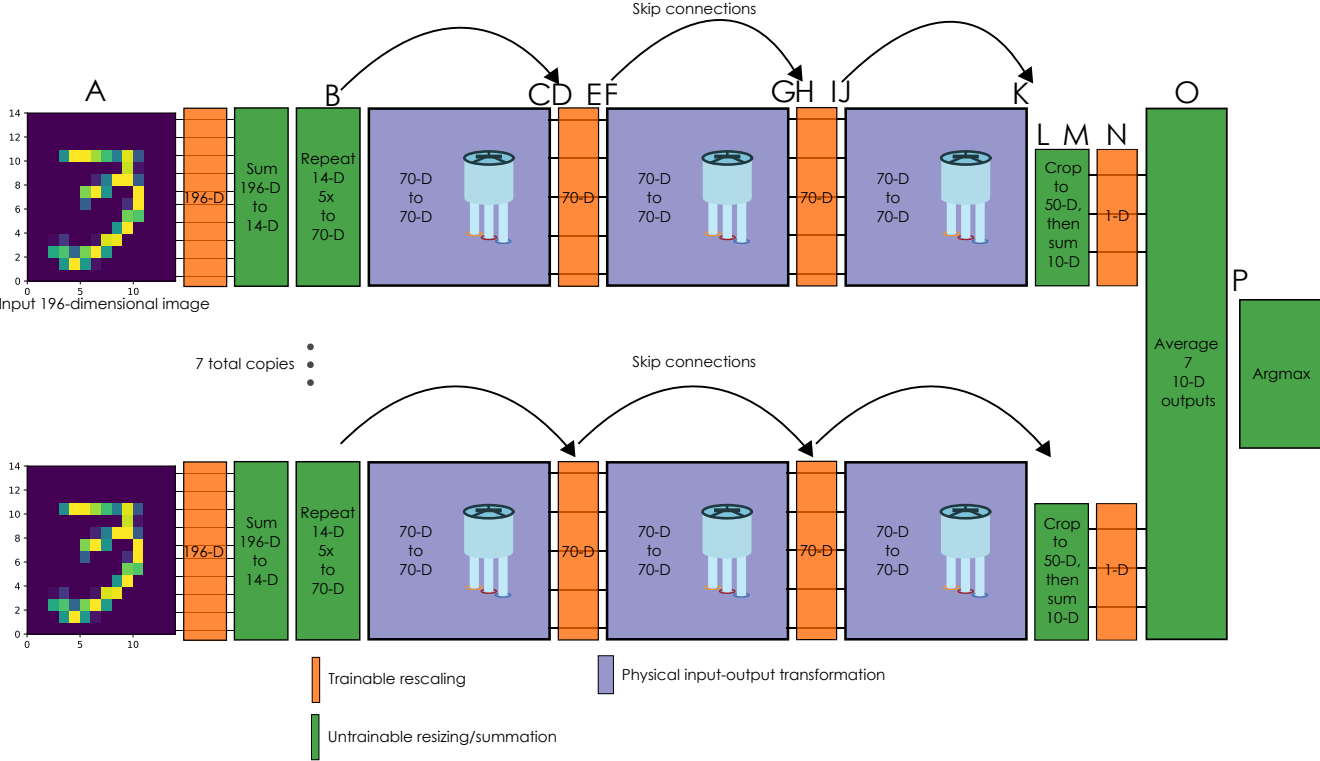 Skip connections
A
B
CD
EF
GH
IJ
K
L
M
N
O
P
14
12
10
8
6
4
2
0
0
5
10
Input 196-dimensional image
196-D
Sum
196-D
to
14-D
Repeat
14-D
5x
to
70-D
70-D
to
70-D
70-D
70-D
to
70-D
70-D
70-D
to
70-D
Crop
to
50-D,
then
sum
10-D
1-D
Average
7
10-D
outputs
Argmax
7 total copies
Skip connections
14
12
10
8
6
4
2
0
0
5
10
196-D
Sum
196-D
to
14-D
Repeat
14-D
5x
to
70-D
70-D
to
70-D
70-D
70-D
to
70-D
70-D
70-D
to
70-D
Crop
to
50-D,
then
sum
10-D
1-D
Trainable rescaling
Physical input-output transformation
Untrainable resizing/summation